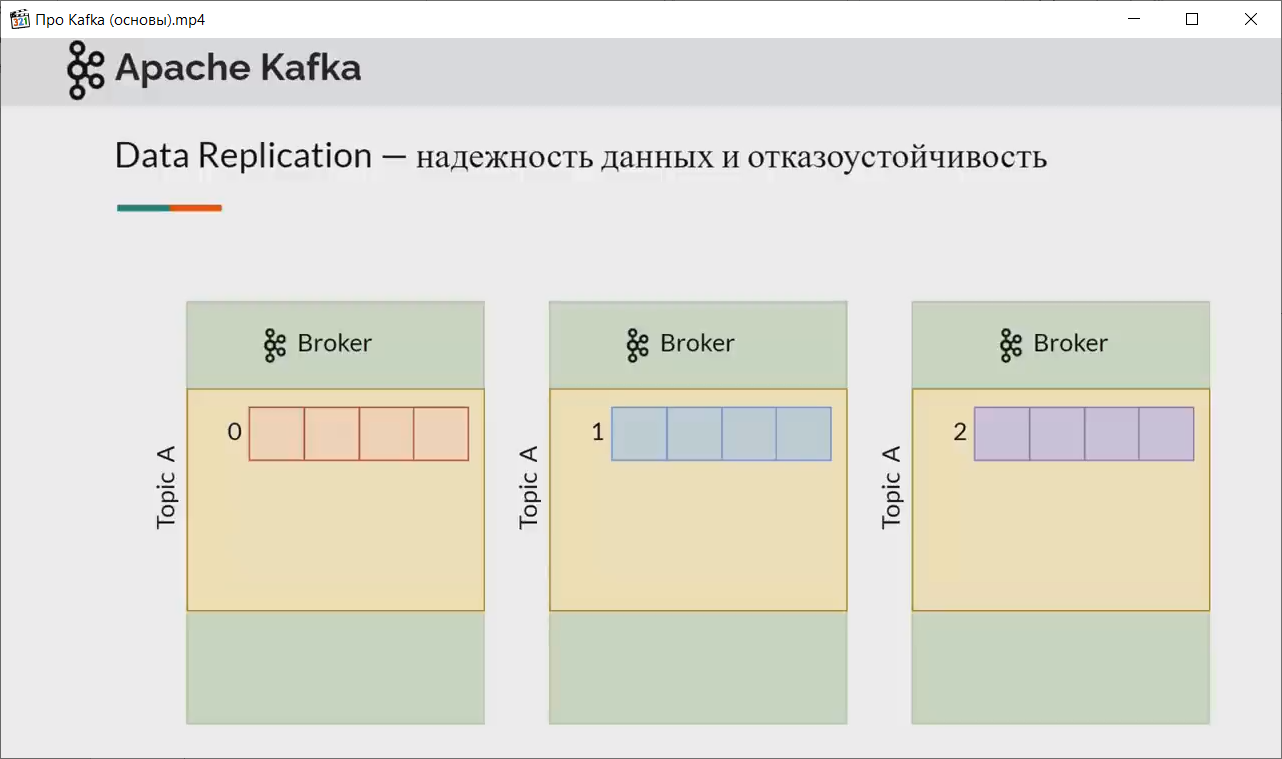 Про Kafka (основы).mp4
Apache Kafka
Data Replication — надежность данных и отказоустойчивость
Broker
Broker
Broker
Topic A
0
Topic A
1
Topic A
2